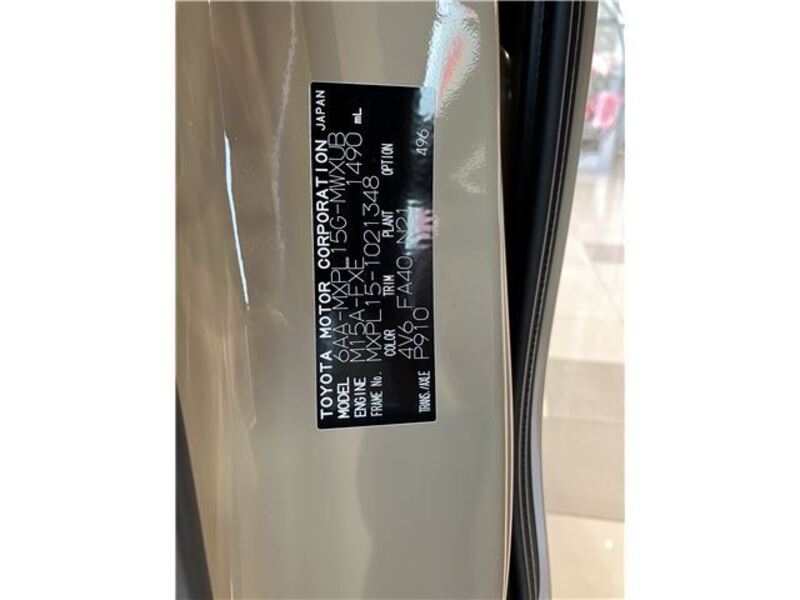 TOYOTA MOTOR CORPORATION JAPAN
MODEL 6AA-MXPL15G-MWXUB
ENGINE M15A-FXE 1490 mL
FRAME No. MXPL15-1021348
COLOR TRIM PLANT OPTION
4V6 FA40 N21 496
TRANS./AXLE P910